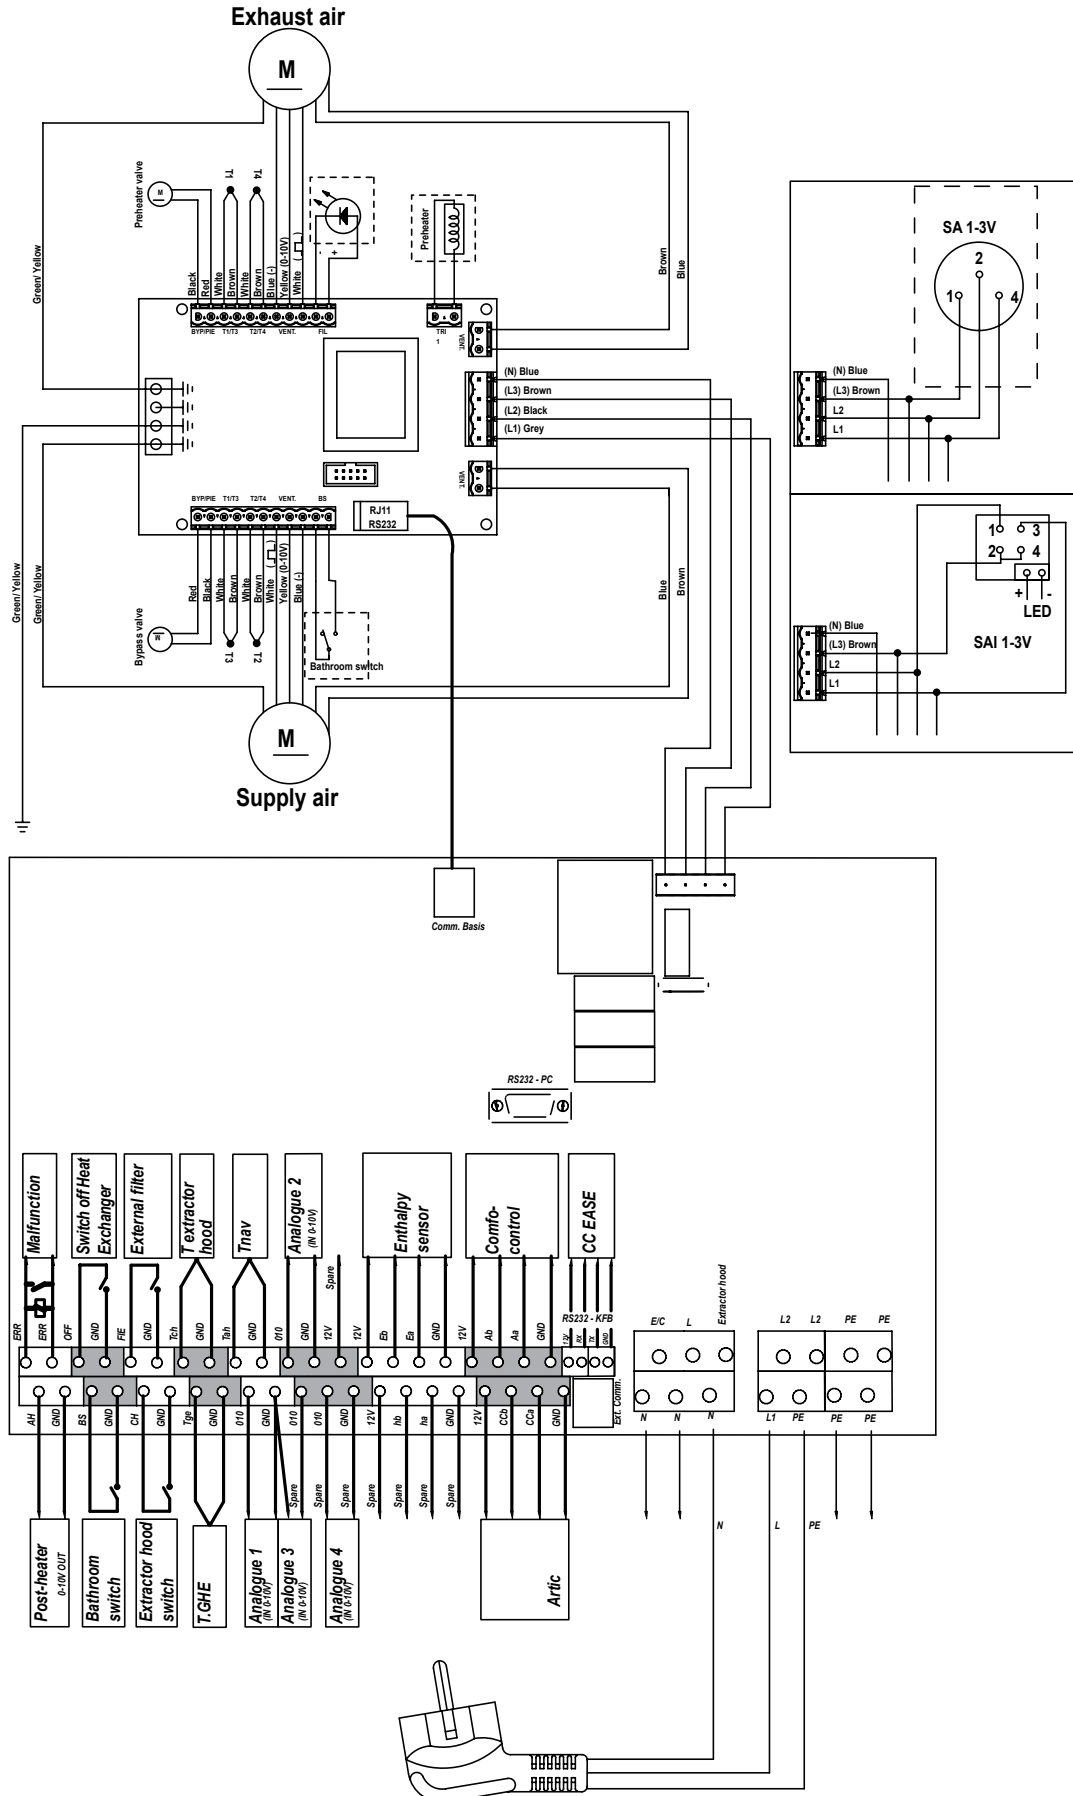 Exhaust air
M
Preheater valve
M
T1
T4
- +
Preheater
Green/ Yellow
Black
Red
White
Brown
White
Brown
Blue (-)
Yellow (0-10V)
White
Brown
Blue
BYP/PIE T1/T3 T2/T4 VENT. FIL
TRI
1
VENT.
(N) Blue
(L3) Brown
(L2) Black
(L1) Grey
VENT.
BYP/PIE T1/T3 T2/T4 VENT. BS
RJ11
RS232
Green/Yellow
Green/ Yellow
Red
Black
White
Brown
White
Brown
White
Yellow (0-10V)
Blue (-)
Blue
Brown
Bypass valve
M
T3
T2
Bathroom switch
M
Supply air
SA 1-3V
2
1
4
(N) Blue
(L3) Brown
L2
L1
1 3
2 4
+ -
LED
SAI 1-3V
(N) Blue
(L3) Brown
L2
L1
Comm. Basis
RS232 - PC
Malfunction
Switch off Heat
Exchanger
External filter
T extractor
hood
Tnav
Analogue 2
(IN 0-10V)
Spare
Enthalpy
sensor
Comfo-
control
CC EASE
RS232 - KFB
ERR
ERR
OFF
GND
FIE
GND
Tch
GND
Tah
GND
010
GND
12V
12V
Eb
Ea
GND
12V
Ab
Aa
GND
12V
RX
TX
GND
E/C
L
Extractor hood
L2
L2
PE
PE
AH
GND
BS
GND
CH
GND
Tge
GND
010
GND
010
010
GND
12V
hb
ha
GND
12V
CCb
CCa
GND
Ext. Comm.
N
N
N
L1
PE
PE
PE
Spare
Spare
Spare
Spare
Spare
Spare
Post-heater
0-10V OUT
Bathroom
switch
Extractor hood
switch
T.GHE
Analogue 1
(IN 0-10V)
Analogue 3
(IN 0-10V)
Analogue 4
(IN 0-10V)
Artic
N
L
PE